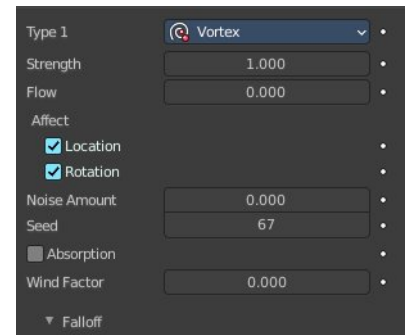 Type 1 Vortex
Strength 1.000
Flow 0.000
Affect
Location
Rotation
Noise Amount 0.000
Seed 67
Absorption
Wind Factor 0.000
Falloff